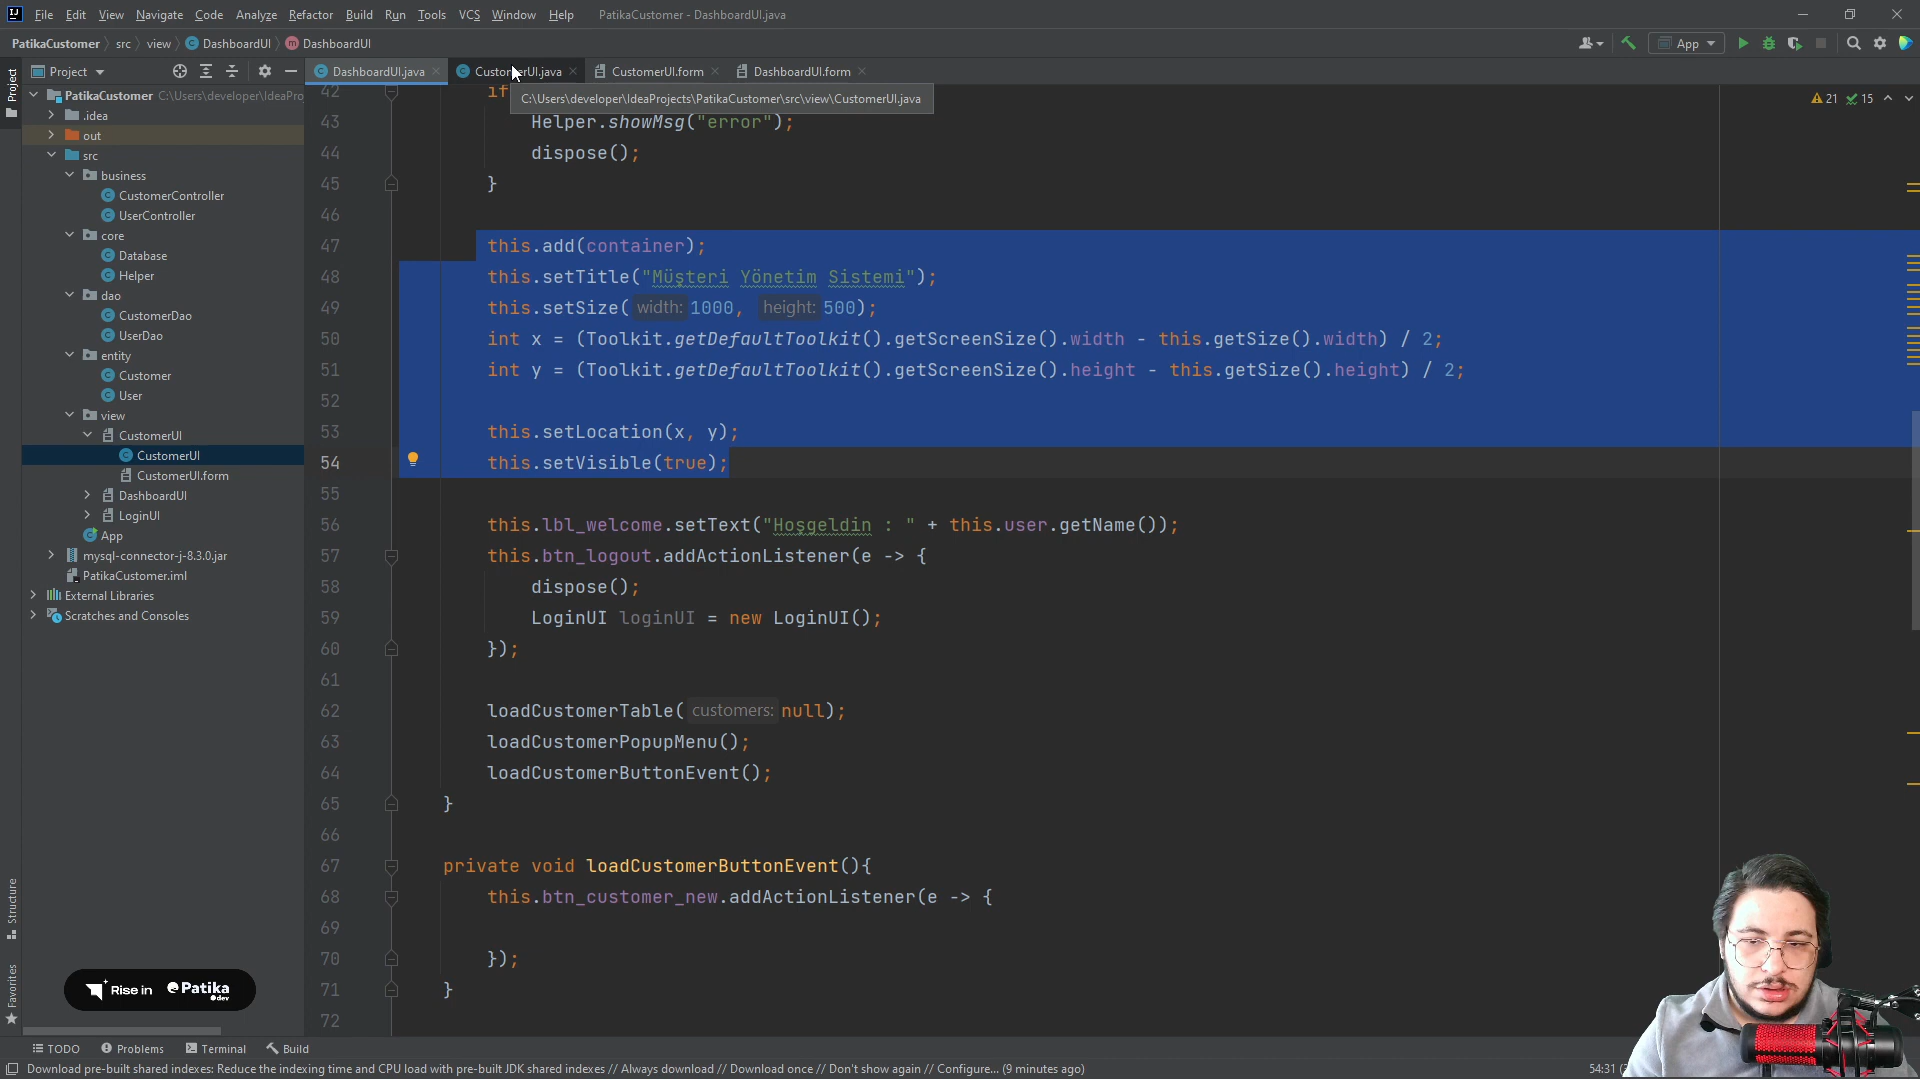 File Edit View Navigate Code Analyze Refactor Build Run Tools VCS Window Help PatikaCustomer - DashboardUI.java
PatikaCustomer src view DashboardUI DashboardUI App
Project
DashboardUI.java CustomerUI.java CustomerUI.form DashboardUI.form
C:\Users\developer\IdeaProjects\PatikaCustomer\src\view\CustomerUI.java
21 15
PatikaCustomer C:\Users\developer\IdeaPro
.idea
out
src
business
CustomerController
UserController
core
Database
Helper
dao
CustomerDao
UserDao
entity
Customer
User
view
CustomerUI
CustomerUI
CustomerUI.form
DashboardUI
LoginUI
App
mysql-connector-j-8.3.0.jar
PatikaCustomer.iml
External Libraries
Scratches and Consoles
Project
Structure
Favorites
42 if
43 Helper.showMsg("error");
44 dispose();
45 }
46
47 this.add(container);
48 this.setTitle("Müşteri Yönetim Sistemi");
49 this.setSize( width: 1000, height: 500);
50 int x = (Toolkit.getDefaultToolkit().getScreenSize().width - this.getSize().width) / 2;
51 int y = (Toolkit.getDefaultToolkit().getScreenSize().height - this.getSize().height) / 2;
52
53 this.setLocation(x, y);
54 this.setVisible(true);
55
56 this.lbl_welcome.setText("Hoşgeldin : " + this.user.getName());
57 this.btn_logout.addActionListener(e -> {
58 dispose();
59 LoginUI loginUI = new LoginUI();
60 });
61
62 loadCustomerTable( customers: null);
63 loadCustomerPopupMenu();
64 loadCustomerButtonEvent();
65 }
66
67 private void loadCustomerButtonEvent(){
68 this.btn_customer_new.addActionListener(e -> {
69
70 });
71 }
72
Rise in Patika.dev
TODO Problems Terminal Build
Download pre-built shared indexes: Reduce the indexing time and CPU load with pre-built JDK shared indexes // Always download // Download once // Don't show again // Configure... (9 minutes ago) 54:31